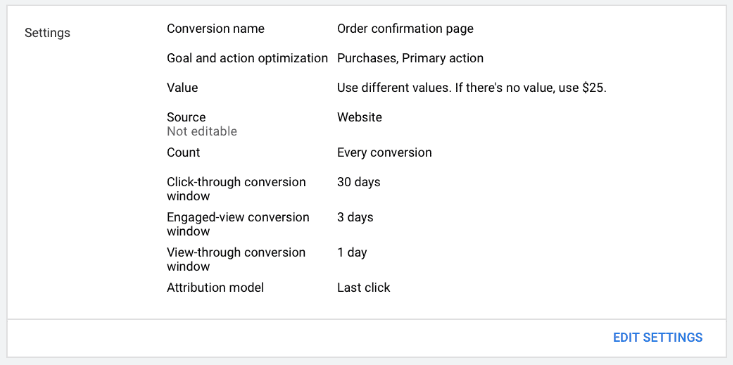 Settings
Conversion name Order confirmation page
Goal and action optimization Purchases, Primary action
Value Use different values. If there's no value, use $25.
Source Website
Not editable
Count Every conversion
Click-through conversion 30 days
window
Engaged-view conversion 3 days
window
View-through conversion 1 day
window
Attribution model Last click
EDIT SETTINGS